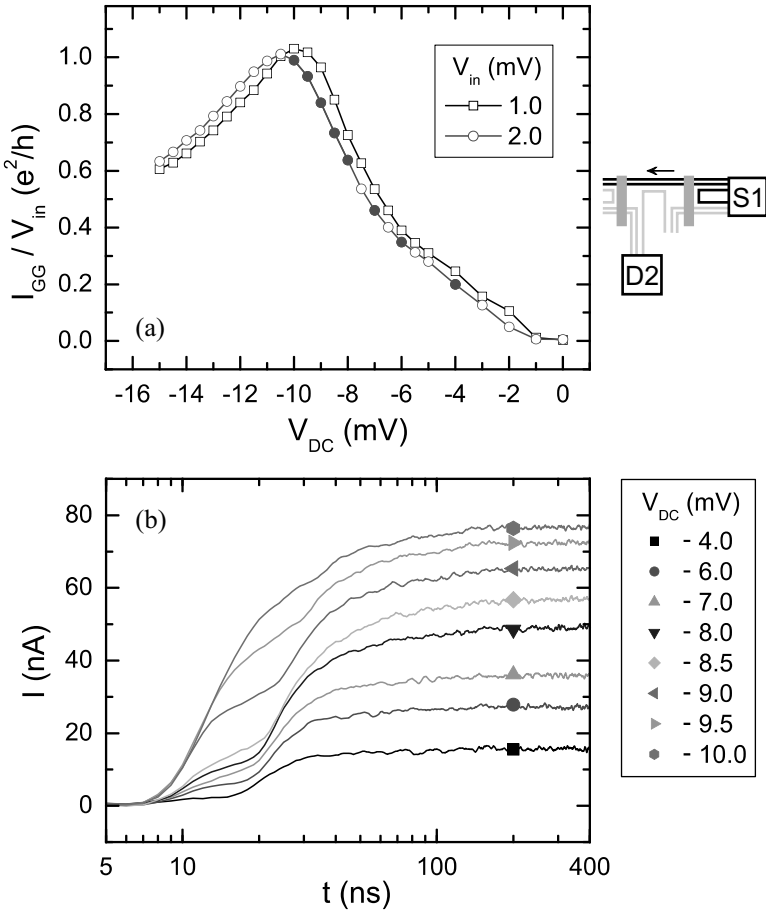 1.0
0.8
0.6
0.4
0.2
0.0
I_GG / V_in (e²/h)
(a)
V_in (mV)
1.0
2.0
-16 -14 -12 -10 -8 -6 -4 -2 0
V_DC (mV)
S1
D2
80
60
40
20
0
I (nA)
(b)
5 10 100 400
t (ns)
V_DC (mV)
- 4.0
- 6.0
- 7.0
- 8.0
- 8.5
- 9.0
- 9.5
- 10.0